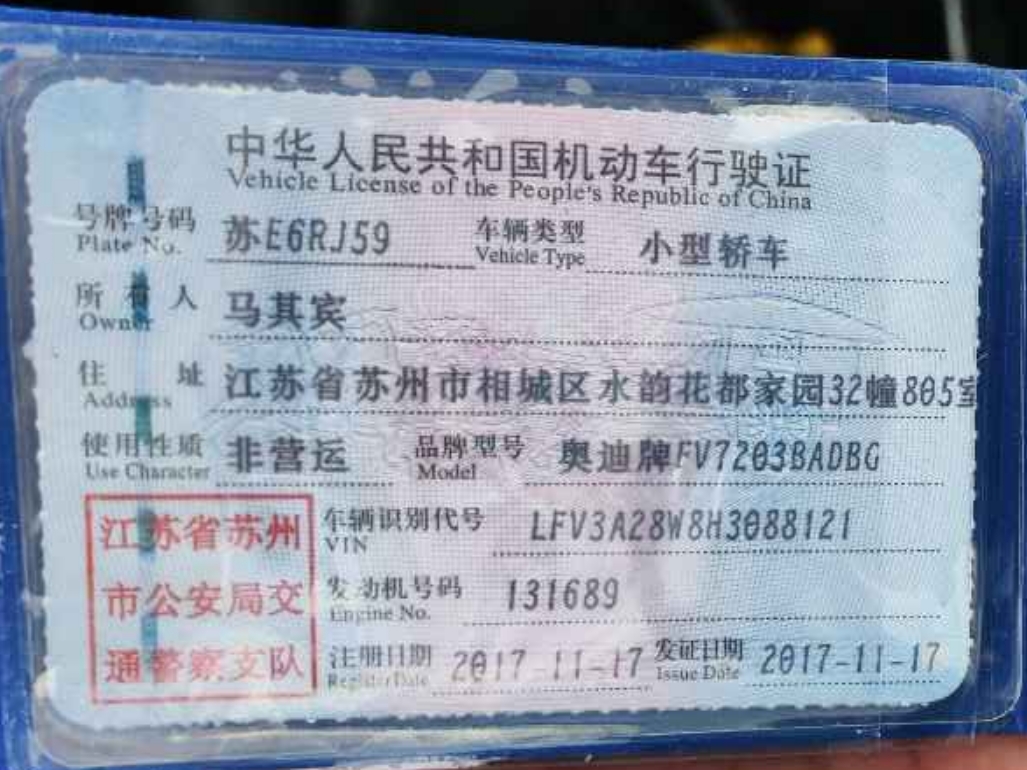 中华人民共和国机动车行驶证
Vehicle License of the People's Republic of China
号牌号码 苏E6RJ59 车辆类型 小型轿车
Plate No. Vehicle Type
所有人 马其宾
Owner
住址 江苏省苏州市相城区水韵花都家园32幢805室
Address
使用性质 非营运 品牌型号 奥迪牌FV7203BADBG
Use Character Model
江苏省苏州 车辆识别代号 LFV3A28W8H3088121
VIN
市公安局交 发动机号码 131689
Engine No.
通警察支队 注册日期 2017-11-17 发证日期 2017-11-17
Register Date Issue Date